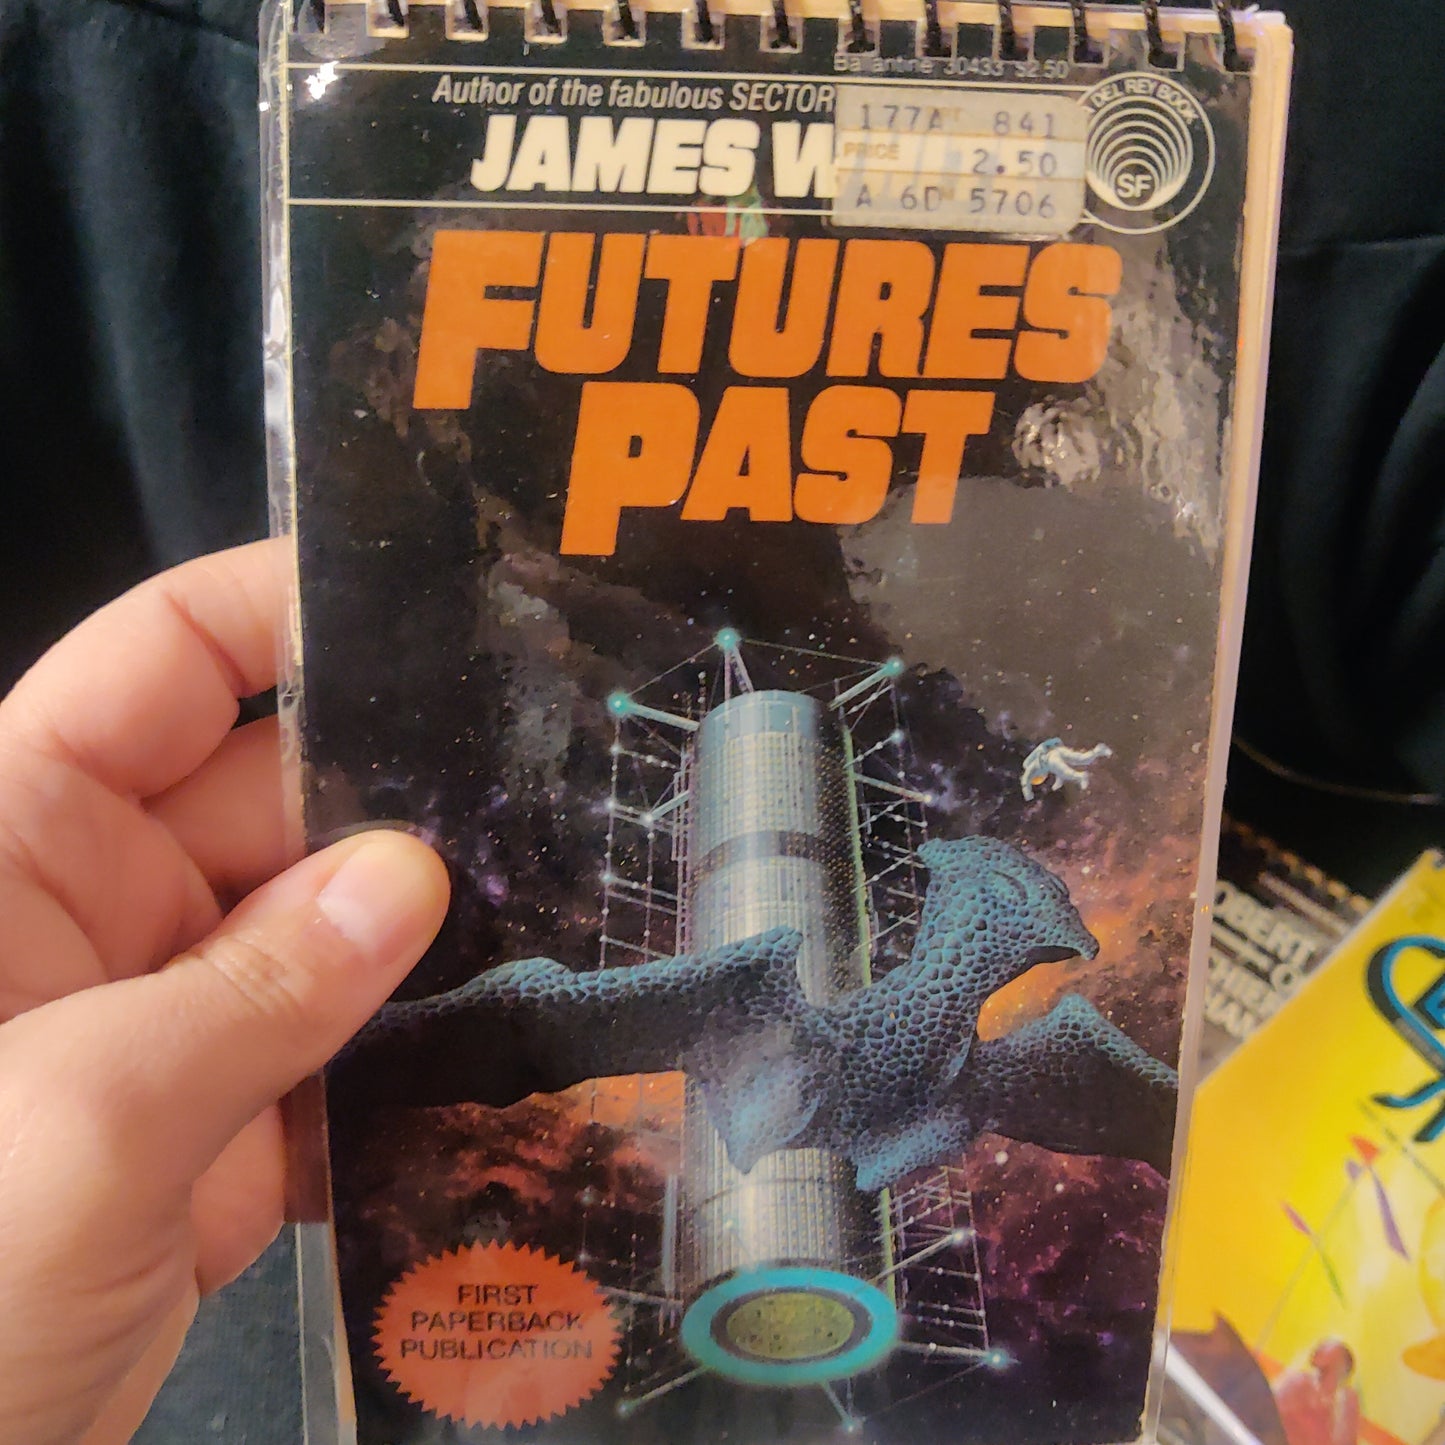 Ballantine 30433 $2.50
Author of the fabulous SECTOR
JAMES W
177A 841
PRICE 2.50
A 6D 5706
DEL REY BOOK
SF
FUTURES
PAST
FIRST
PAPERBACK
PUBLICATION
OBERT